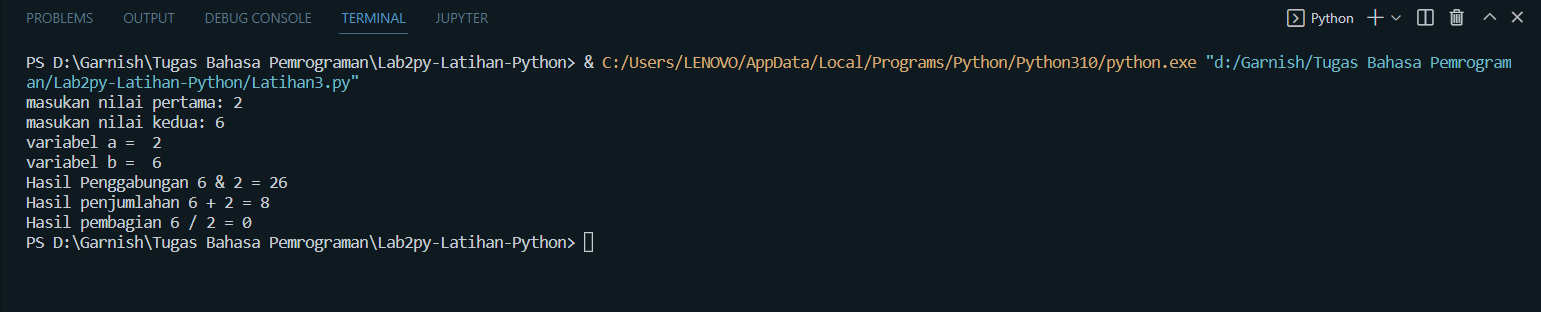 PROBLEMS OUTPUT DEBUG CONSOLE TERMINAL JUPYTER Python
PS D:\Garnish\Tugas Bahasa Pemrograman\Lab2py-Latihan-Python> & C:/Users/LENOVO/AppData/Local/Programs/Python/Python310/python.exe "d:/Garnish/Tugas Bahasa Pemrogram
an/Lab2py-Latihan-Python/Latihan3.py"
masukan nilai pertama: 2
masukan nilai kedua: 6
variabel a =  2
variabel b =  6
Hasil Penggabungan 6 & 2 = 26
Hasil penjumlahan 6 + 2 = 8
Hasil pembagian 6 / 2 = 0
PS D:\Garnish\Tugas Bahasa Pemrograman\Lab2py-Latihan-Python>